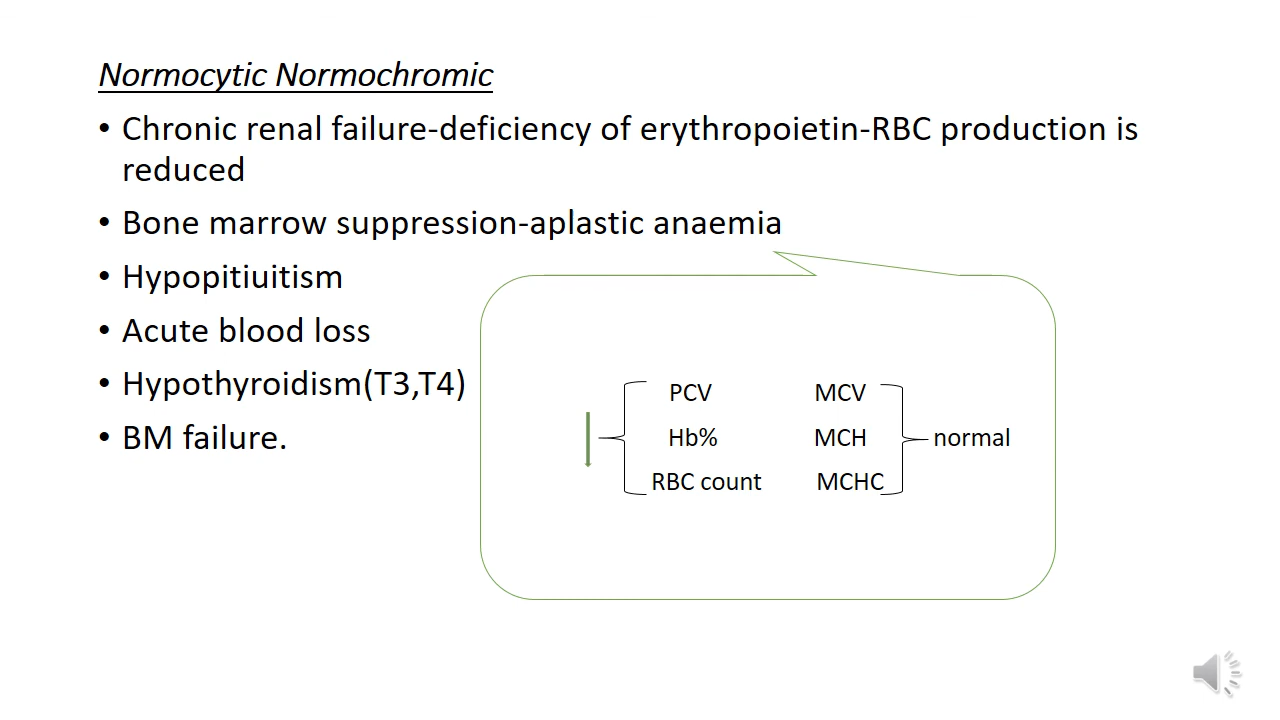 Normocytic Normochromic
• Chronic renal failure-deficiency of erythropoietin-RBC production is
reduced
• Bone marrow suppression-aplastic anaemia
• Hypopitiuitism
• Acute blood loss
• Hypothyroidism(T3,T4)
• BM failure.
PCV MCV
Hb% MCH normal
RBC count MCHC